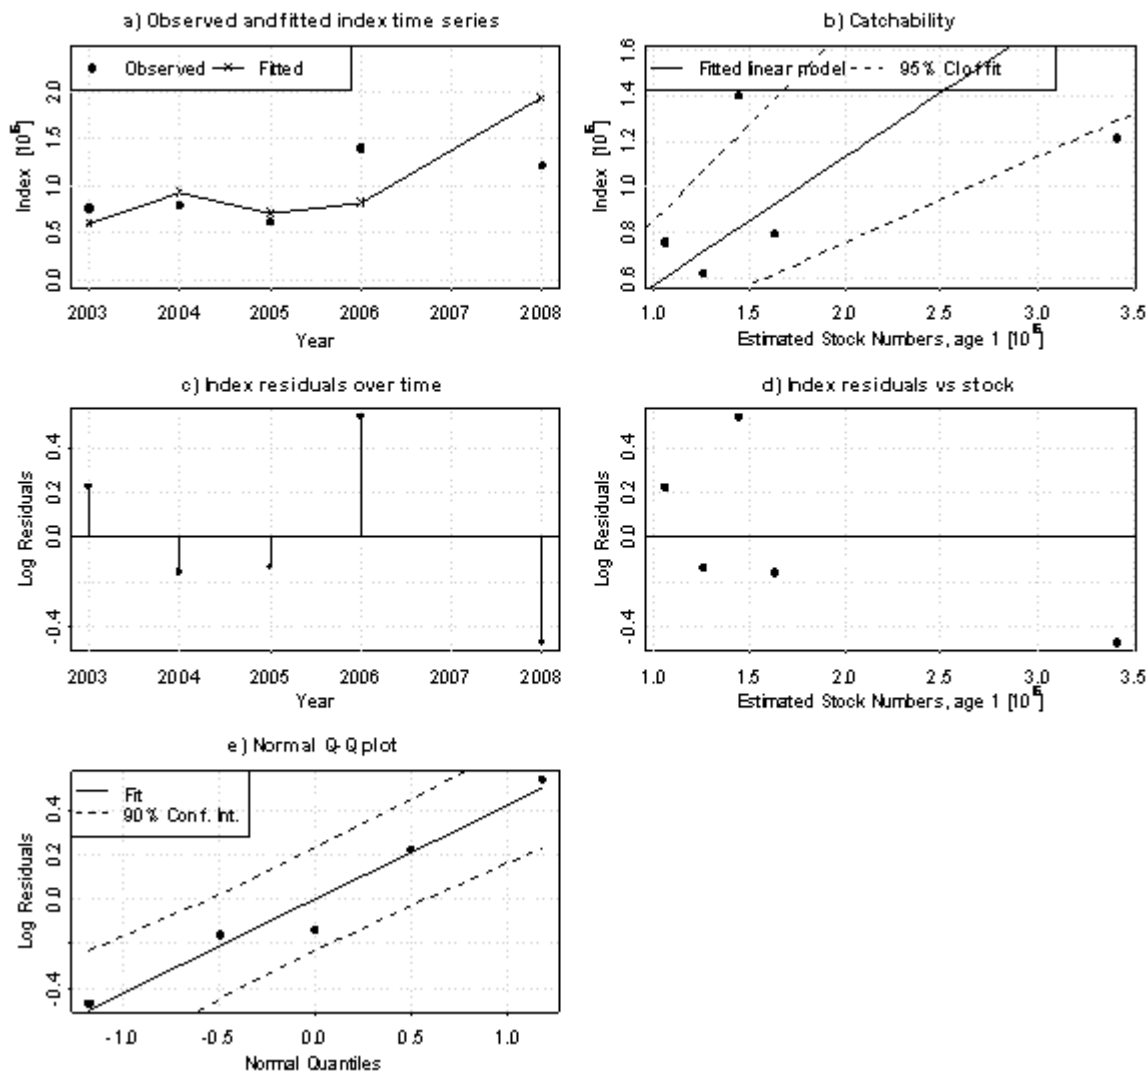 a) Observed and fitted index time series
Observed Fitted
Index [10
0.0 0.5 1.0 1.5 2.0
2003 2004 2005 2006 2007 2008
Year
b) Catchability
Fitted linear model 95% CI of fit
Index [10
0.6 0.8 1.0 1.2 1.4 1.6
1.0 1.5 2.0 2.5 3.0 3.5
Estimated Stock Numbers, age 1 [10
c) Index residuals over time
Log Residuals
-0.4 0.0 0.2 0.4
2003 2004 2005 2006 2007 2008
Year
d) Index residuals vs stock
Log Residuals
-0.4 0.0 0.2 0.4
1.0 1.5 2.0 2.5 3.0 3.5
Estimated Stock Numbers, age 1 [10
e) Normal Q-Q plot
Fit
90% Conf. Int.
Log Residuals
-0.4 0.0 0.2 0.4
-1.0 -0.5 0.0 0.5 1.0
Normal Quantiles